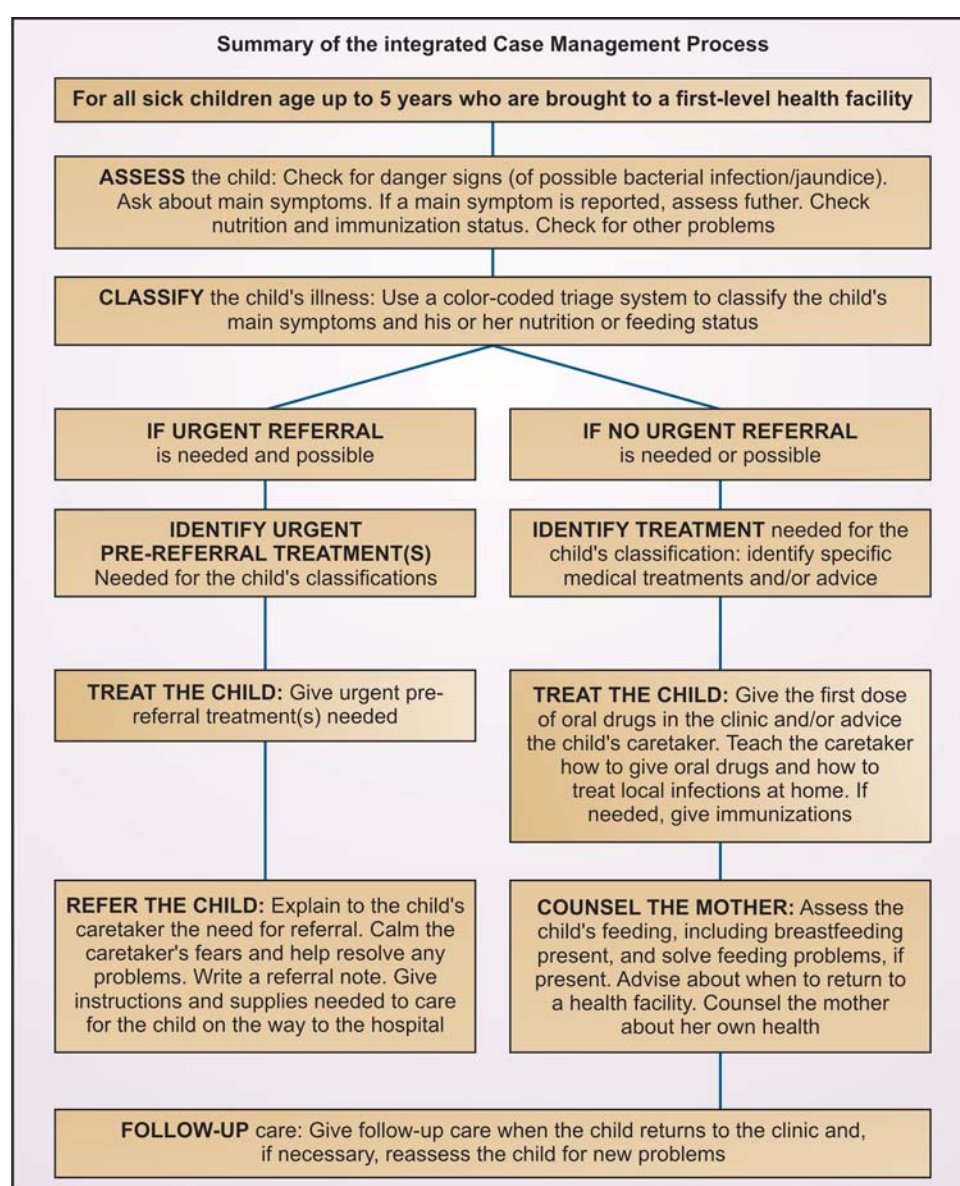 Summary of the integrated Case Management Process
For all sick children age up to 5 years who are brought to a first-level health facility
ASSESS the child: Check for danger signs (of possible bacterial infection/jaundice).
Ask about main symptoms. If a main symptom is reported, assess futher. Check
nutrition and immunization status. Check for other problems
CLASSIFY the child's illness: Use a color-coded triage system to classify the child's
main symptoms and his or her nutrition or feeding status
IF URGENT REFERRAL
is needed and possible
IDENTIFY URGENT
PRE-REFERRAL TREATMENT(S)
Needed for the child's classifications
TREAT THE CHILD: Give urgent pre-
referral treatment(s) needed
REFER THE CHILD: Explain to the child's
caretaker the need for referral. Calm the
caretaker's fears and help resolve any
problems. Write a referral note. Give
instructions and supplies needed to care
for the child on the way to the hospital
IF NO URGENT REFERRAL
is needed or possible
IDENTIFY TREATMENT needed for the
child's classification: identify specific
medical treatments and/or advice
TREAT THE CHILD: Give the first dose
of oral drugs in the clinic and/or advice
the child's caretaker. Teach the caretaker
how to give oral drugs and how to
treat local infections at home. If
needed, give immunizations
COUNSEL THE MOTHER: Assess the
child's feeding, including breastfeeding
present, and solve feeding problems, if
present. Advise about when to return to
a health facility. Counsel the mother
about her own health
FOLLOW-UP care: Give follow-up care when the child returns to the clinic and,
if necessary, reassess the child for new problems